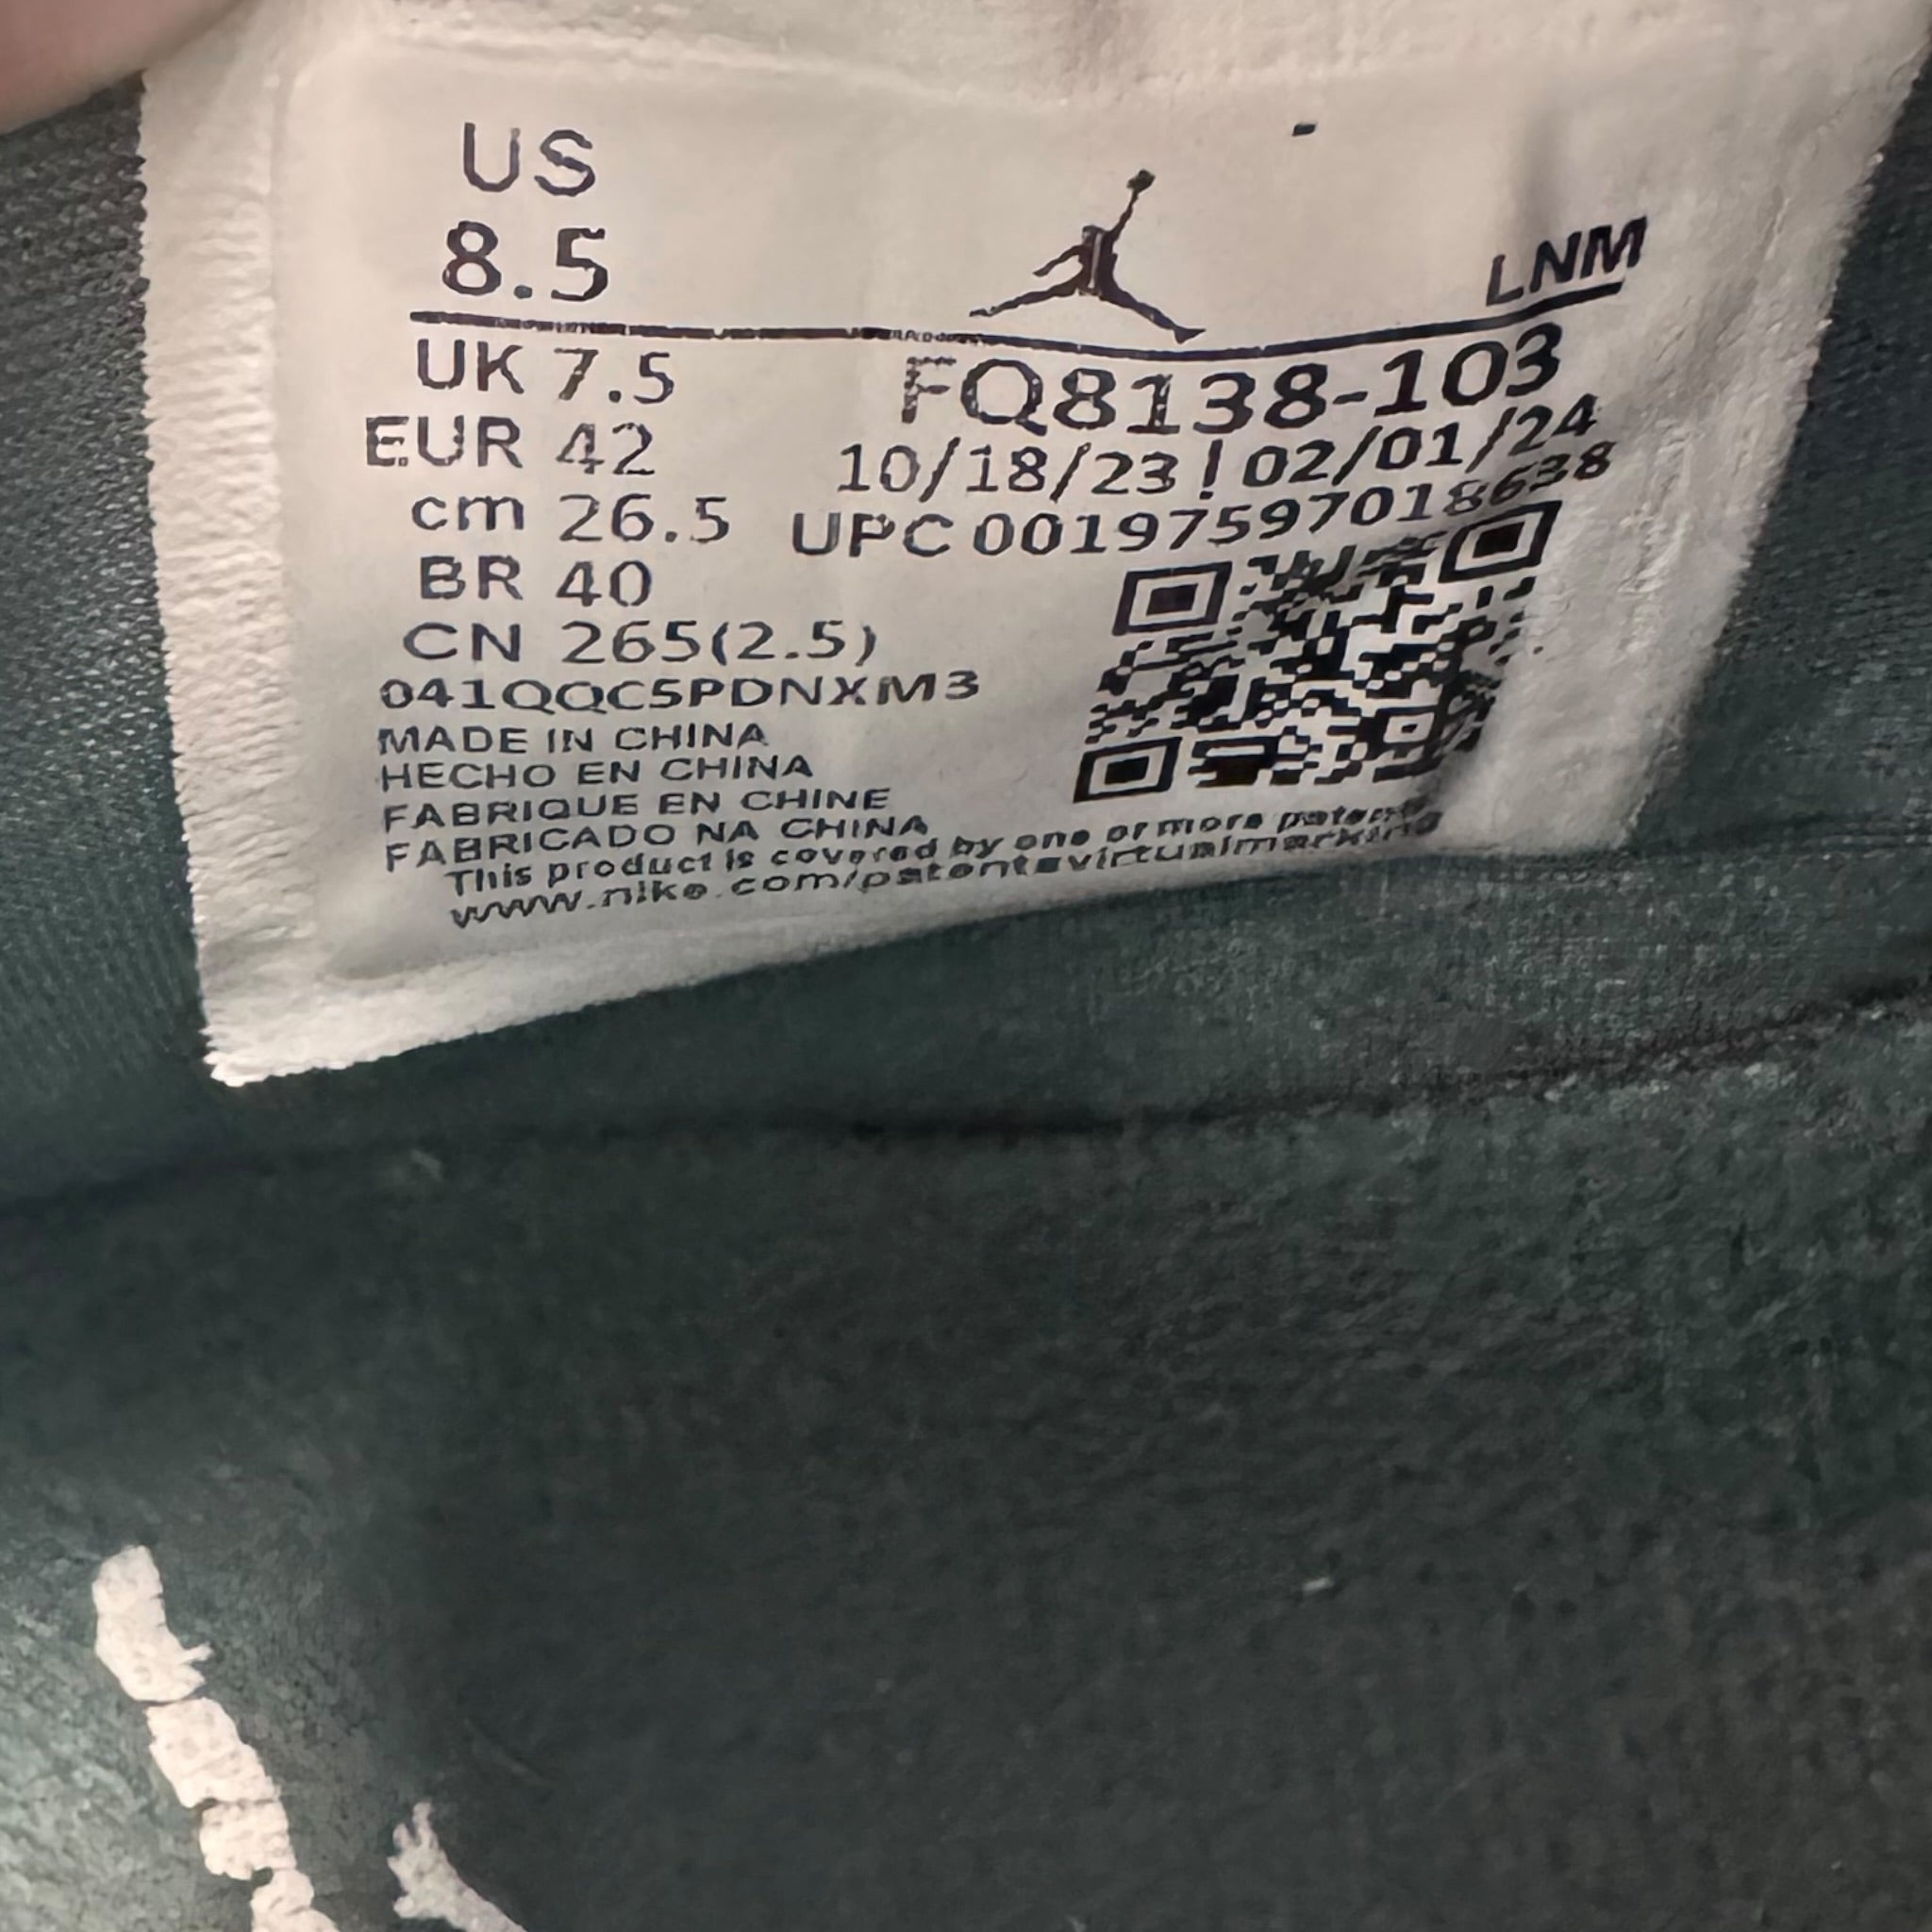 US
8.5
LNM
UK 7.5
FQ8138-103
EUR 42
10/18/23 ! 02/01/24
cm 26.5
UPC 00197597018638
BR 40
CN 265(2.5)
041QQC5PDNXM3
MADE IN CHINA
HECHO EN CHINA
FABRIQUE EN CHINE
FABRICADO NA CHINA
This product is covered by one or more patents
www.nike.com/patentsvirtualmarking